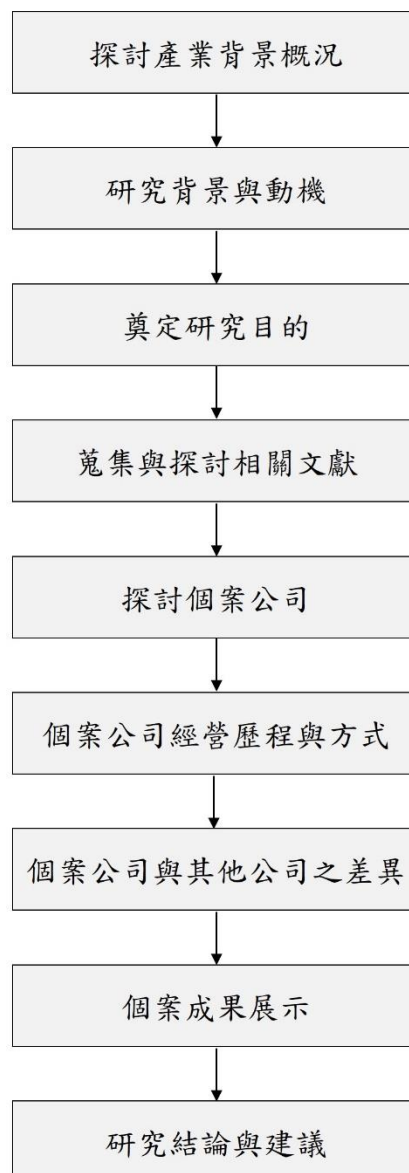 探討產業背景概況
研究背景與動機
奠定研究目的
蒐集與探討相關文獻
探討個案公司
個案公司經營歷程與方式
個案公司與其他公司之差異
個案成果展示
研究結論與建議